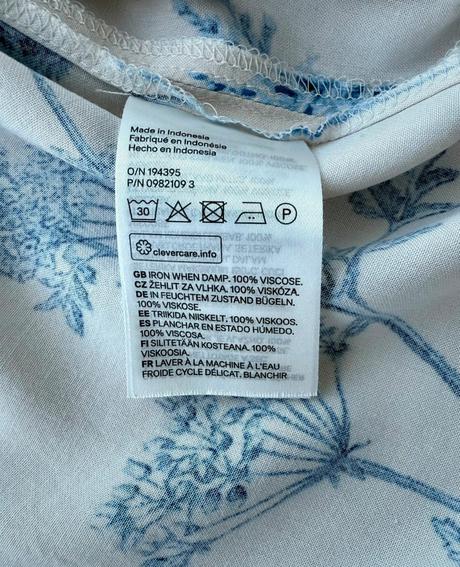 Made in Indonesia
Fabriqué en Indonésie
Hecho en Indonesia
O/N 194395
P/N 0982109 3
30 P
clevercare.info
GB IRON WHEN DAMP. 100% VISCOSE.
CZ ŽEHLIT ZA VLHKA. 100% VISKÓZA.
DE IN FEUCHTEM ZUSTAND BÜGELN.
100% VISCOSE.
EE TRIIKIDA NIISKELT. 100% VISKOOS.
ES PLANCHAR EN ESTADO HÚMEDO.
100% VISCOSA.
FI SILITETÄÄN KOSTEANA. 100%
VISKOOSIA.
FR LAVER À LA MACHINE À L'EAU
FROIDE CYCLE DÉLICAT. BLANCHIR